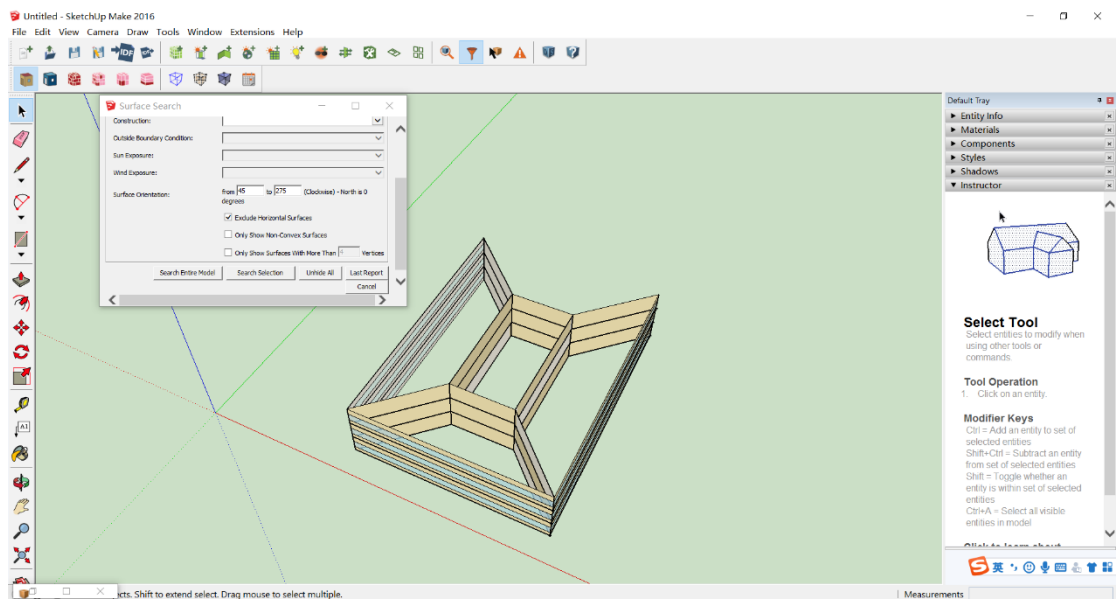 Untitled - SketchUp Make 2016
File Edit View Camera Draw Tools Window Extensions Help
IDF
Surface Search
Construction:
Outside Boundary Condition:
Sun Exposure:
Wind Exposure:
Surface Orientation: from 45 to 275 (Clockwise) - North is 0
degrees
Exclude Horizontal Surfaces
Only Show Non-Convex Surfaces
Only Show Surfaces With More Than 4 Vertices
Search Entire Model Search Selection Unhide All Last Report
Cancel
Default Tray
Entity Info
Materials
Components
Styles
Shadows
Instructor
Select Tool
Select entities to modify when
using other tools or
commands.
Tool Operation
1. Click on an entity.
Modifier Keys
Ctrl = Add an entity to set of
selected entities
Shift+Ctrl = Subtract an entity
from set of selected entities
Shift = Toggle whether an
entity is within set of selected
entities
Ctrl+A = Select all visible
entities in model
A1
英
cts. Shift to extend select. Drag mouse to select multiple.
Measurements